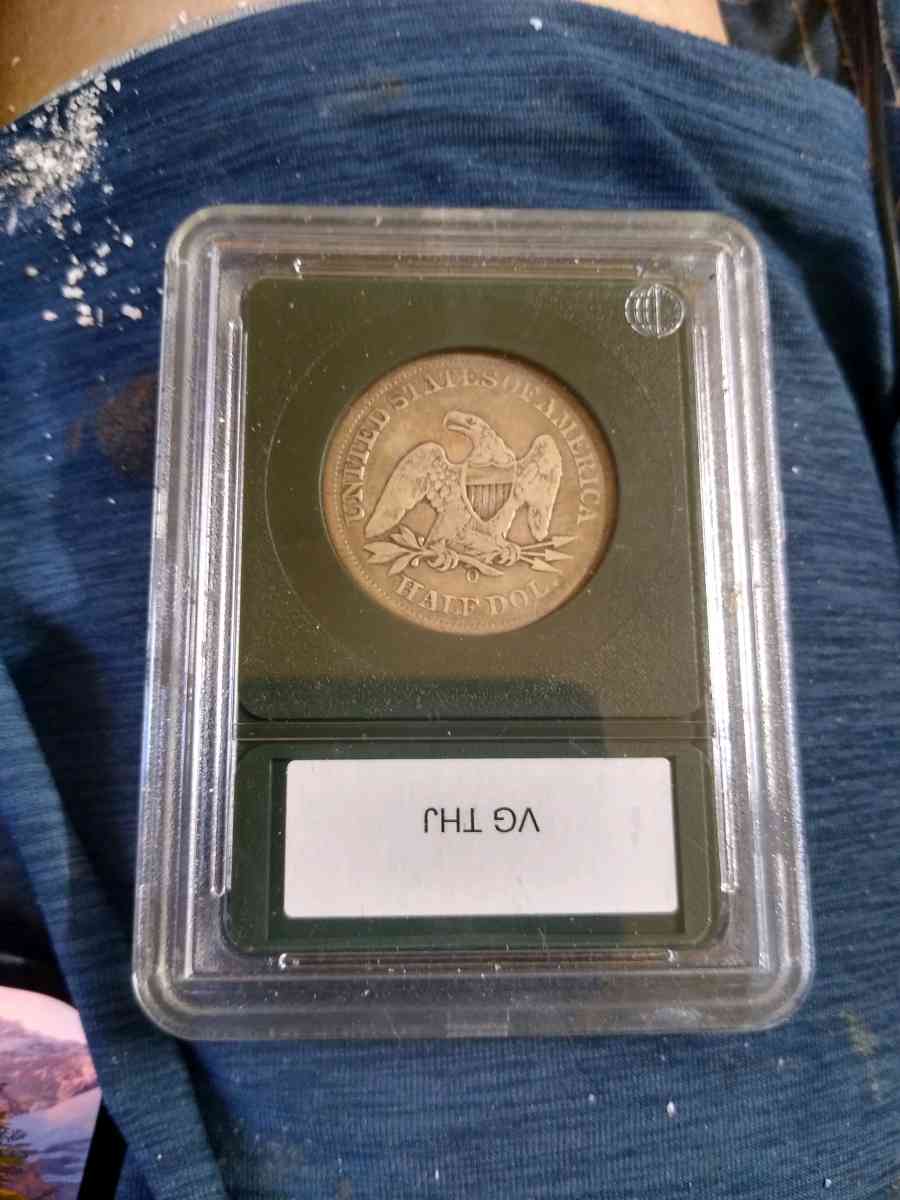 UNITED STATES OF AMERICA
O
HALF DOL.
VG THJ